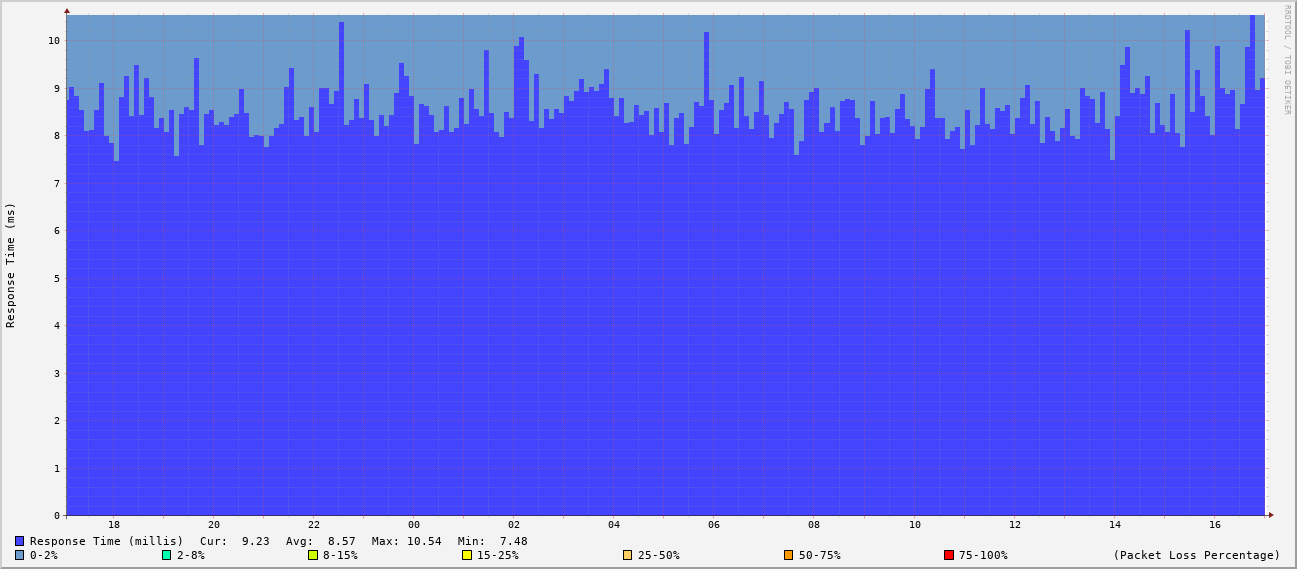 RRDTOOL / TOBI OETIKER
Response Time (ms)
10
9
8
7
6
5
4
3
2
1
0
18 20 22 00 02 04 06 08 10 12 14 16
Response Time (millis) Cur: 9.23 Avg: 8.57 Max: 10.54 Min: 7.48
0-2% 2-8% 8-15% 15-25% 25-50% 50-75% 75-100% (Packet Loss Percentage)